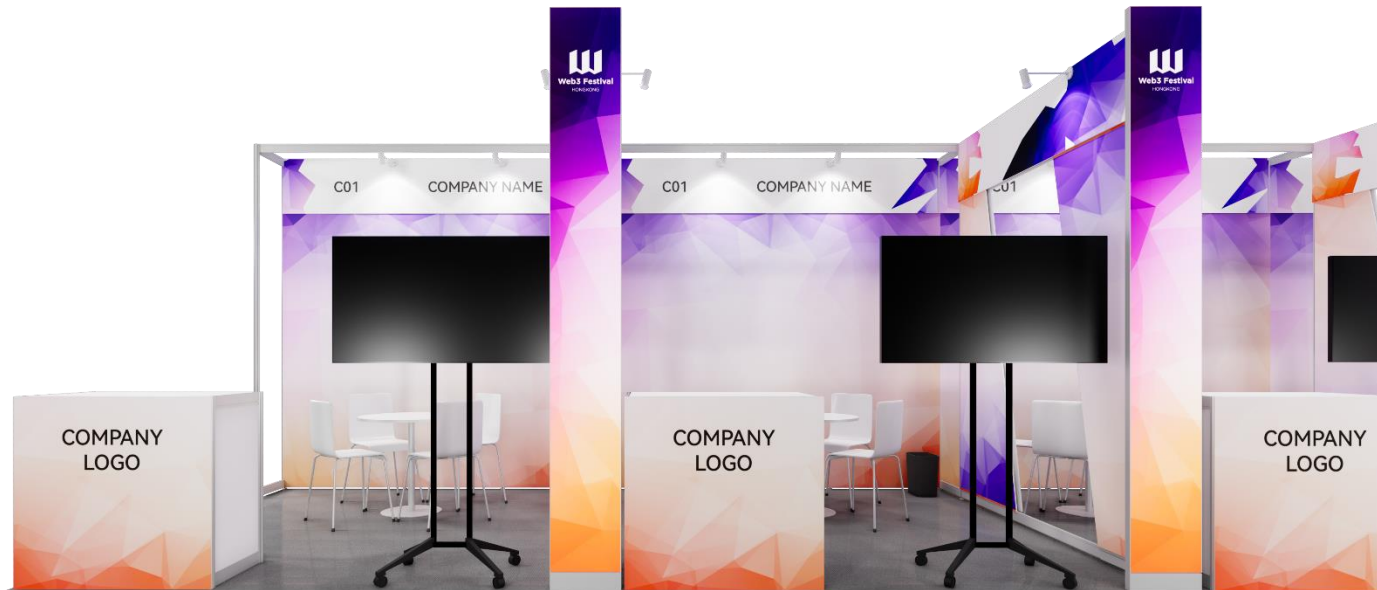 Web3 Festival
HONGKONG
Web3 Festival
HONGKONG
C01
COMPANY NAME
C01
COMPANY NAME
C01
COMPANY
LOGO
COMPANY
LOGO
COMPANY
LOGO